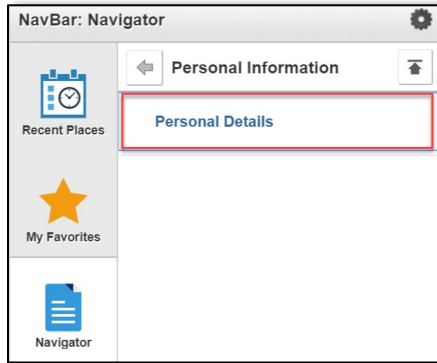 NavBar: Navigator
Personal Information
Recent Places
Personal Details
My Favorites
Navigator